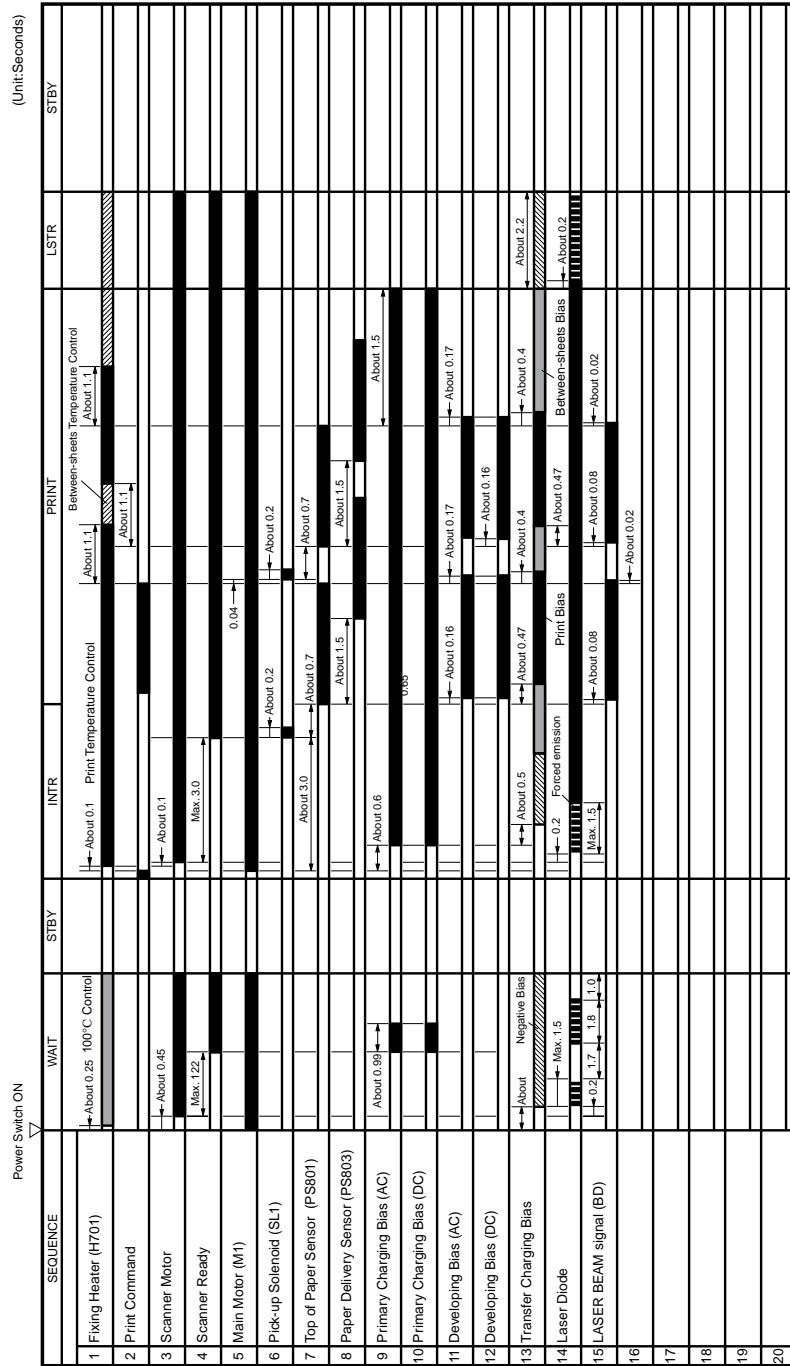 (Unit:Seconds)
Power Switch ON
SEQUENCE WAIT STBY INTR PRINT LSTR STBY
1 Fixing Heater (H701)
About 0.25 100°C Control
About 0.1 Print Temperature Control
About 1.1
Between-sheets Temperature Control
About 1.1
2 Print Command
About 1.1
3 Scanner Motor
About 0.45
About 0.1
4 Scanner Ready
Max. 122
Max. 3.0
5 Main Motor (M1)
0.04
6 Pick-up Solenoid (SL1)
About 0.2
About 0.2
7 Top of Paper Sensor (PS801)
About 3.0
About 0.7
About 0.7
8 Paper Delivery Sensor (PS803)
About 1.5
About 1.5
9 Primary Charging Bias (AC)
About 0.99
About 0.6
About 1.5
10 Primary Charging Bias (DC)
0.65
11 Developing Bias (AC)
About 0.16
About 0.17
About 0.17
12 Developing Bias (DC)
About 0.16
13 Transfer Charging Bias
About
Negative Bias
About 0.5
About 0.47
Print Bias
About 0.4
About 0.4
Between-sheets Bias
About 2.2
14 Laser Diode
Max. 1.5
0.2
Forced emission
About 0.47
About 0.2
15 LASER BEAM signal (BD)
0.2
1.7
1.8
1.0
Max. 1.5
About 0.08
About 0.08
About 0.02
16
About 0.02
17
18
19
20